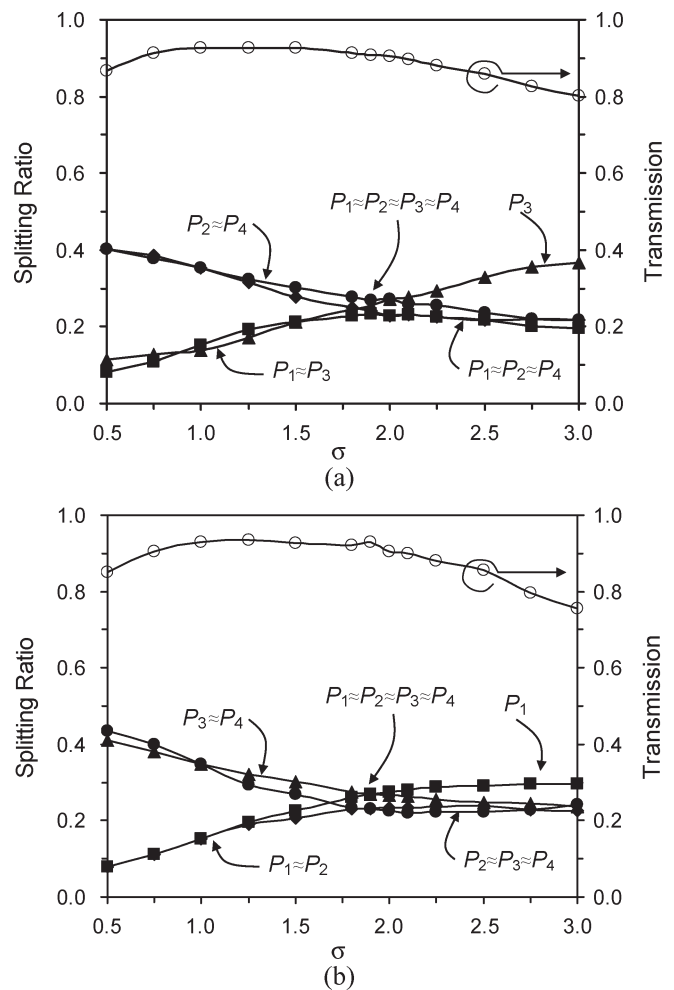 1.0 1.0
0.8 0.8
0.6 0.6
0.4 0.4
0.2 0.2
0.0 0.0
Splitting Ratio
Transmission
P2≈P4
P1≈P2≈P3≈P4
P3
P1≈P3
P1≈P2≈P4
0.5 1.0 1.5 2.0 2.5 3.0
σ
(a)
1.0 1.0
0.8 0.8
0.6 0.6
0.4 0.4
0.2 0.2
0.0 0.0
Splitting Ratio
Transmission
P3≈P4
P1≈P2≈P3≈P4
P1
P1≈P2
P2≈P3≈P4
0.5 1.0 1.5 2.0 2.5 3.0
σ
(b)